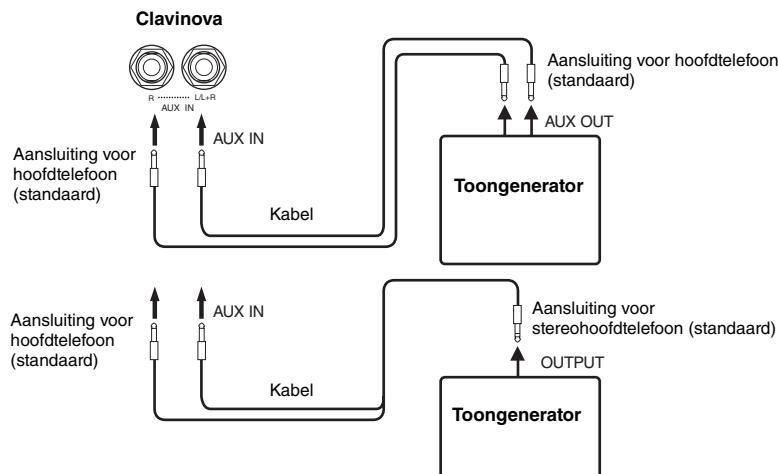 Clavinova
R L/L+R
AUX IN
AUX IN
Aansluiting voor
hoofdtelefoon
(standaard)
Kabel
Aansluiting voor hoofdtelefoon
(standaard)
AUX OUT
Toongenerator
AUX IN
Aansluiting voor
hoofdtelefoon
(standaard)
Kabel
Aansluiting voor
stereohoofdtelefoon (standaard)
OUTPUT
Toongenerator